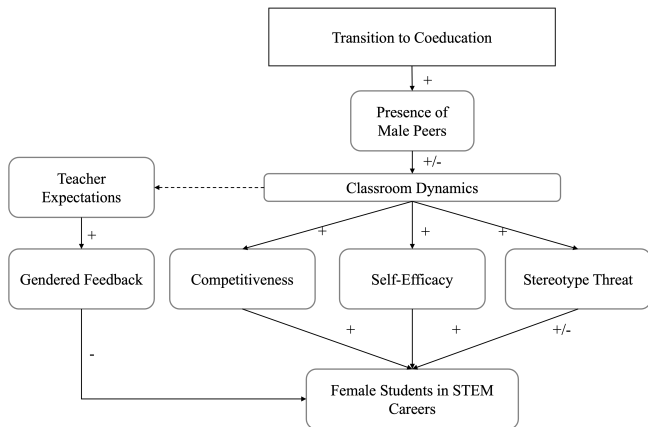 Transition to Coeducation
+
Presence of
Male Peers
+/-
Teacher
Expectations
Classroom Dynamics
+
+
+
+
Gendered Feedback
Competitiveness
Self-Efficacy
Stereotype Threat
-
+
+
+/-
Female Students in STEM
Careers